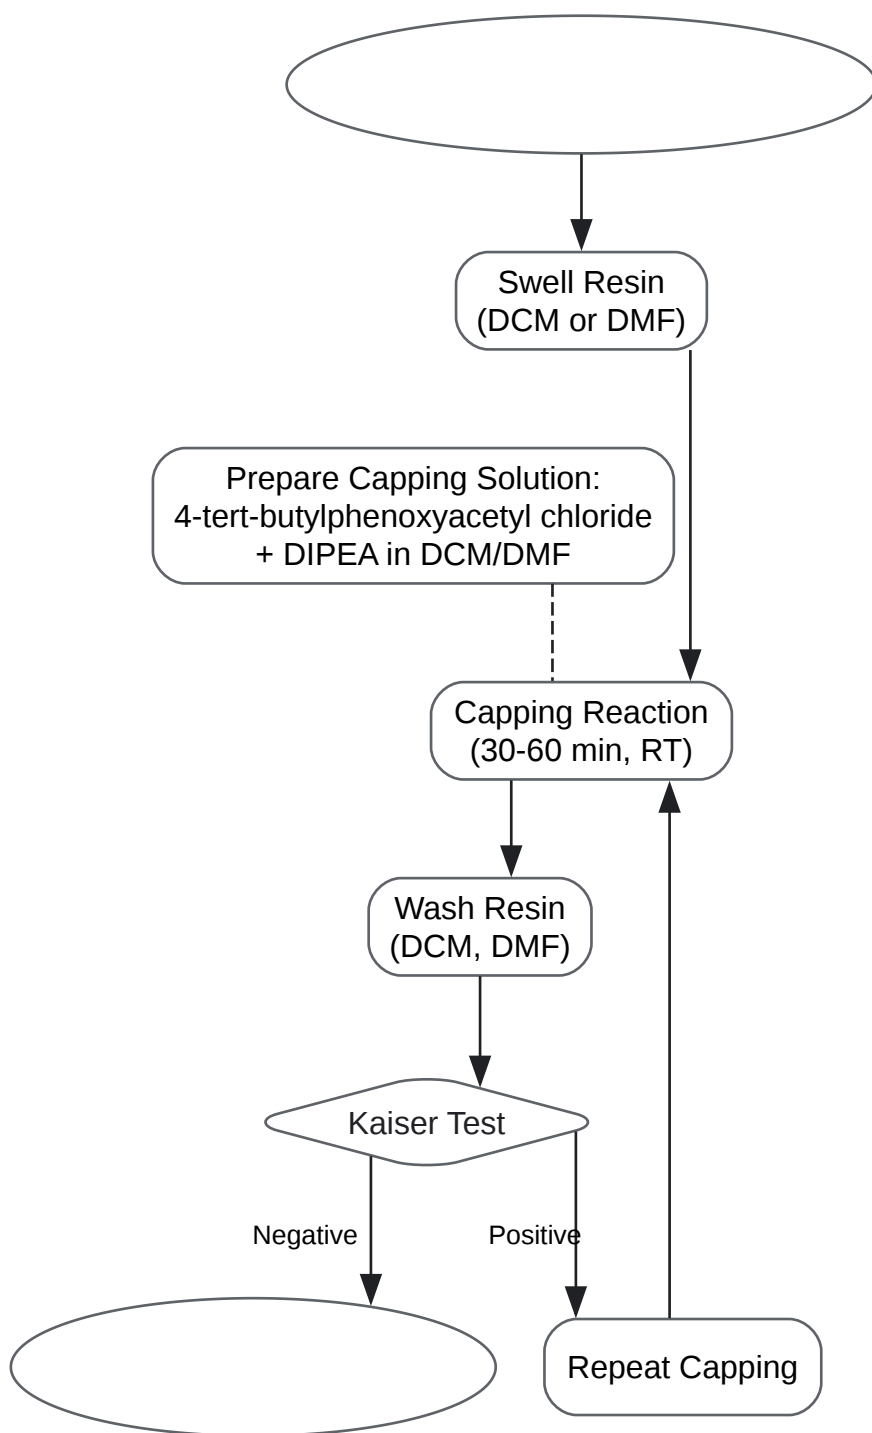 Swell Resin
(DCM or DMF)
Prepare Capping Solution:
4-tert-butylphenoxyacetyl chloride
+ DIPEA in DCM/DMF
Capping Reaction
(30-60 min, RT)
Wash Resin
(DCM, DMF)
Kaiser Test
Negative
Positive
Repeat Capping